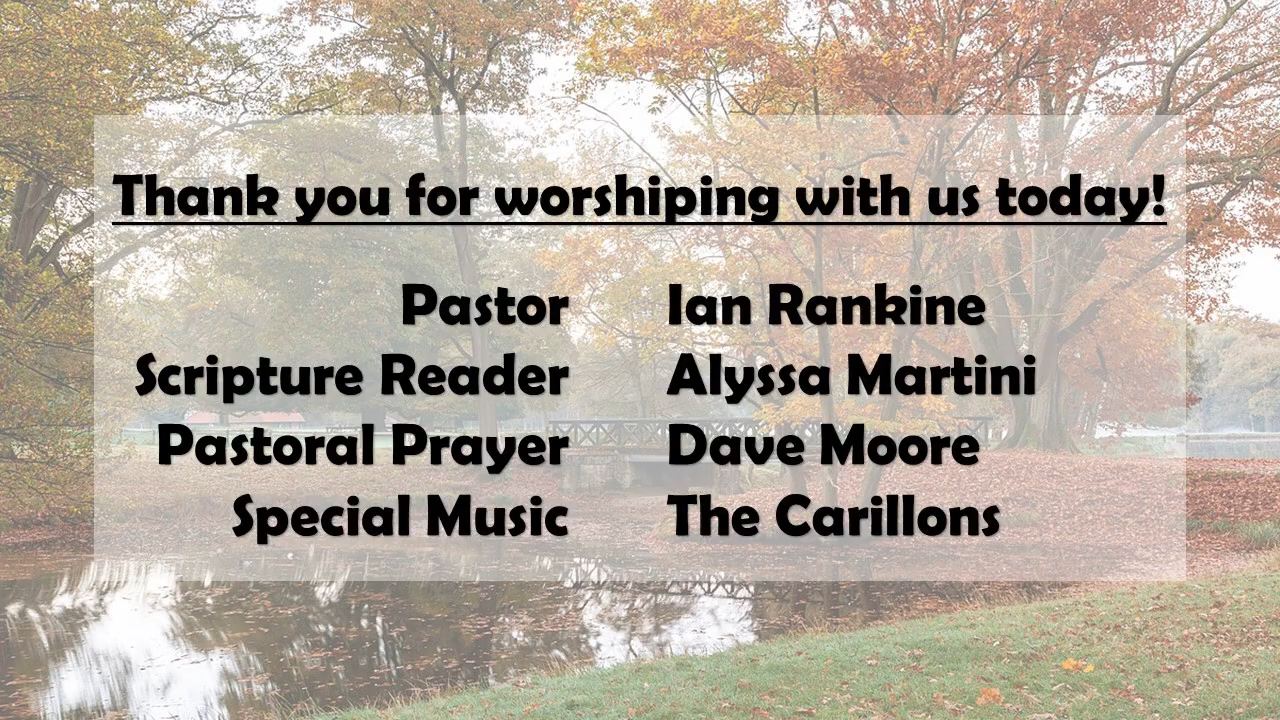 Thank you for worshiping with us today!
Pastor Ian Rankine
Scripture Reader Alyssa Martini
Pastoral Prayer Dave Moore
Special Music The Carillons